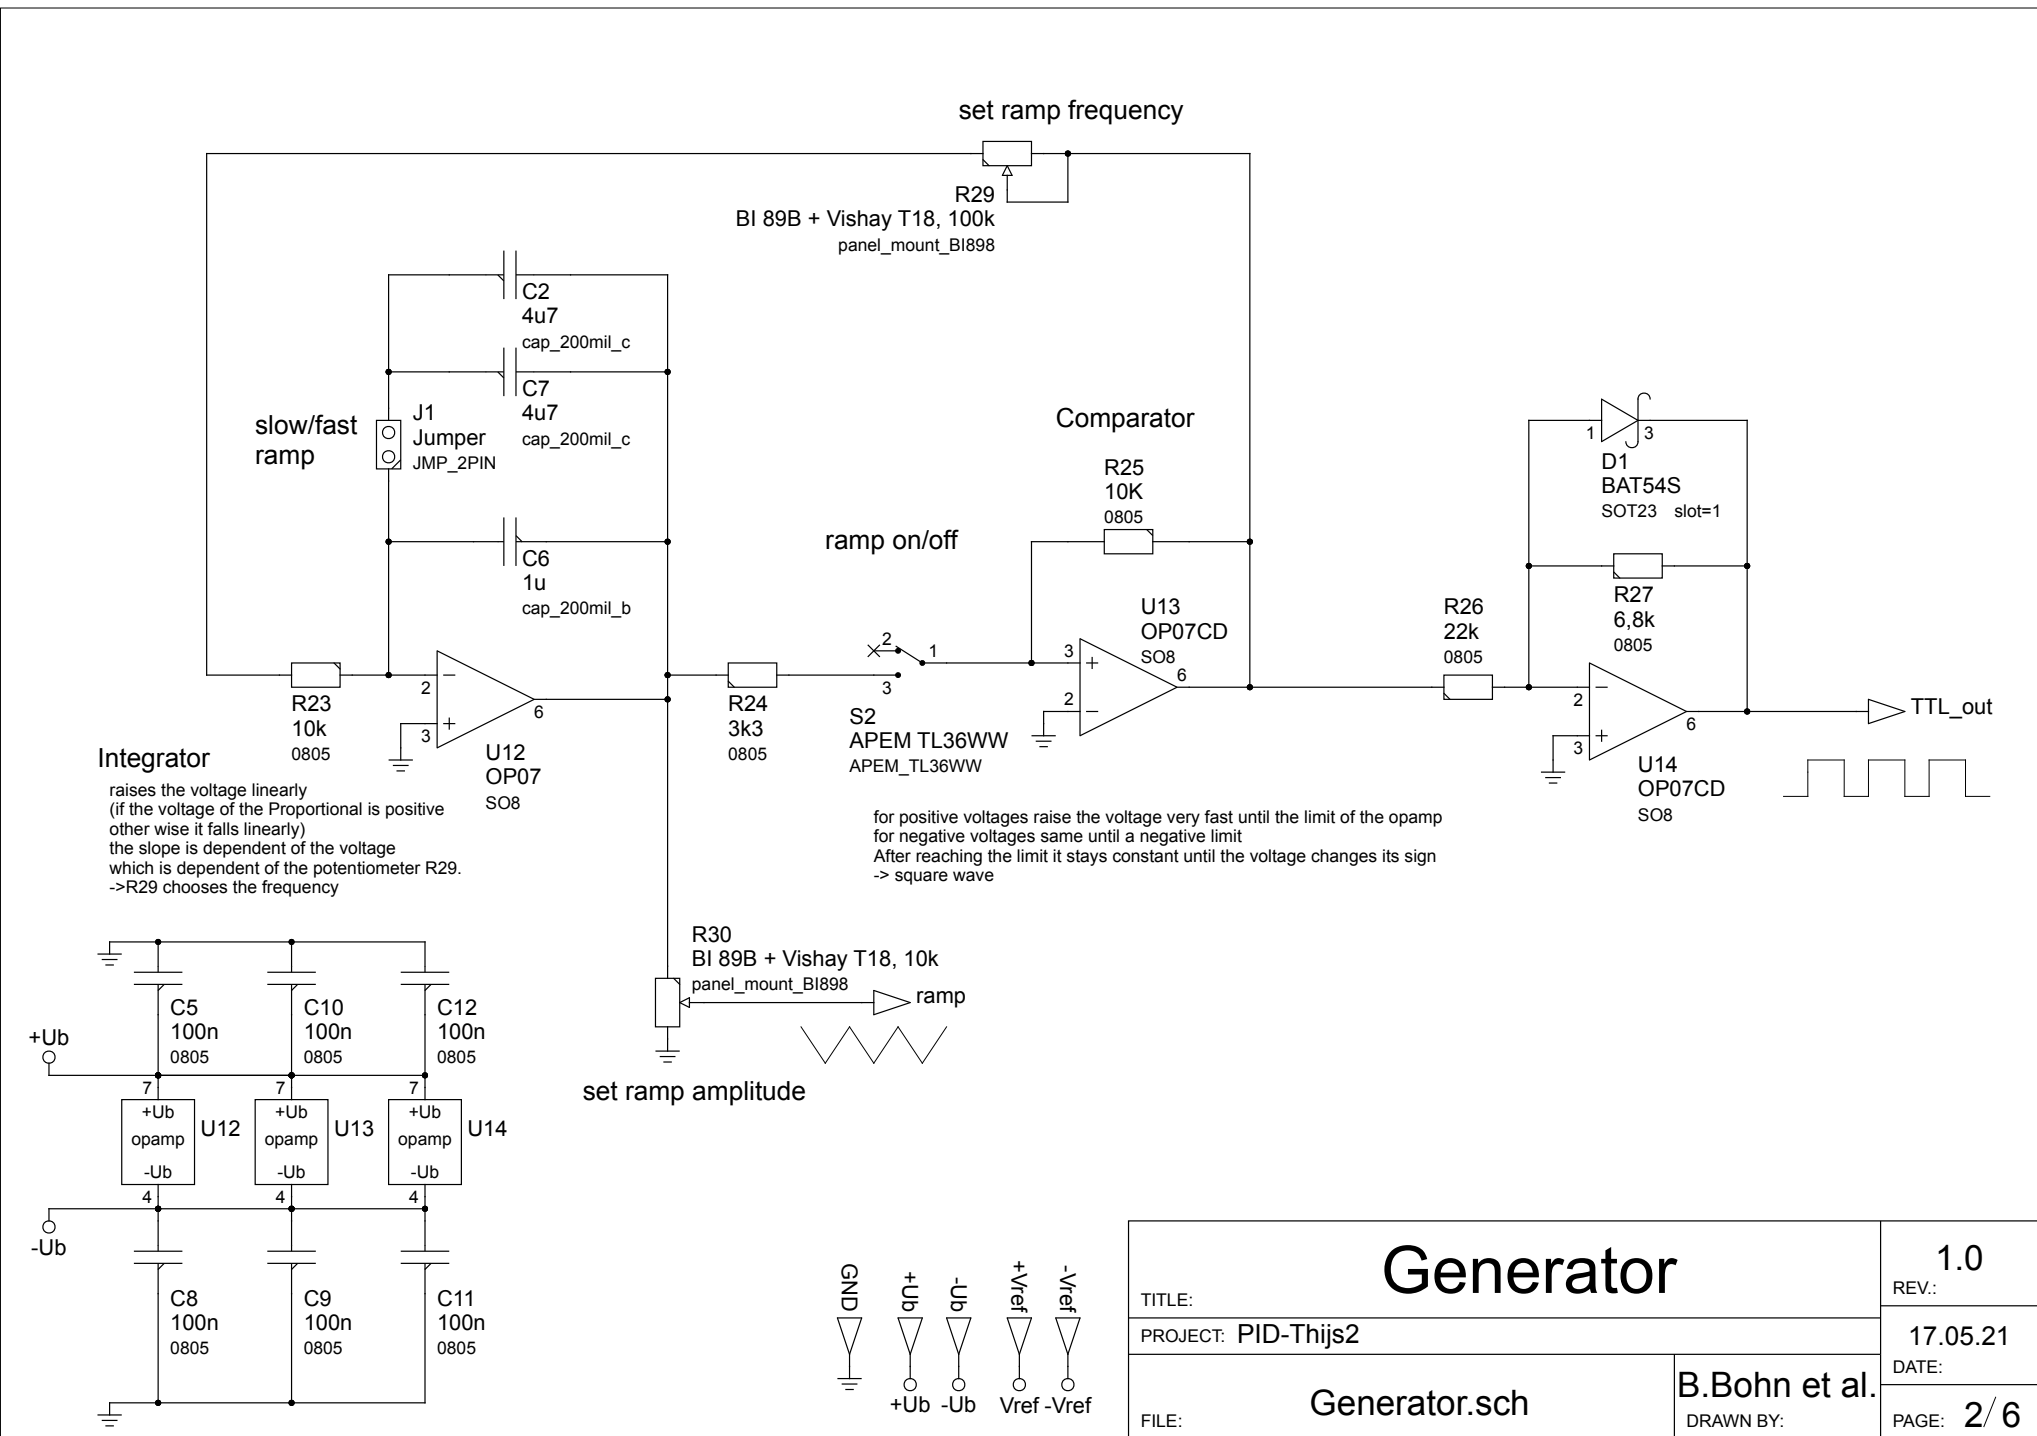 set ramp frequency
R29
BI 89B + Vishay T18, 100k
panel_mount_BI898
C2
4u7
cap_200mil_c
C7
4u7
cap_200mil_c
slow/fast
ramp
J1
Jumper
JMP_2PIN
C6
1u
cap_200mil_b
ramp on/off
Comparator
R25
10K
0805
1
3
D1
BAT54S
SOT23 slot=1
R27
6,8k
0805
R23
10k
0805
2
3
6
U12
OP07
SO8
R24
3k3
0805
2
1
3
S2
APEM TL36WW
APEM_TL36WW
U13
OP07CD
SO8
3
2
6
R26
22k
0805
2
3
6
U14
OP07CD
SO8
TTL_out
Integrator
raises the voltage linearly
(if the voltage of the Proportional is positive
other wise it falls linearly)
the slope is dependent of the voltage
which is dependent of the potentiometer R29.
->R29 chooses the frequency
for positive voltages raise the voltage very fast until the limit of the opamp
for negative voltages same until a negative limit
After reaching the limit it stays constant until the voltage changes its sign
-> square wave
R30
BI 89B + Vishay T18, 10k
panel_mount_BI898
ramp
set ramp amplitude
C5
100n
0805
C10
100n
0805
C12
100n
0805
+Ub
7
+Ub
opamp
-Ub
4
U12
7
+Ub
opamp
-Ub
4
U13
7
+Ub
opamp
-Ub
4
U14
-Ub
C8
100n
0805
C9
100n
0805
C11
100n
0805
GND
+Ub
-Ub
+Vref
-Vref
+Ub
-Ub
Vref
-Vref
TITLE: Generator
REV.: 1.0
PROJECT: PID-Thijs2
17.05.21
DATE:
FILE: Generator.sch
B.Bohn et al.
DRAWN BY:
PAGE: 2/ 6